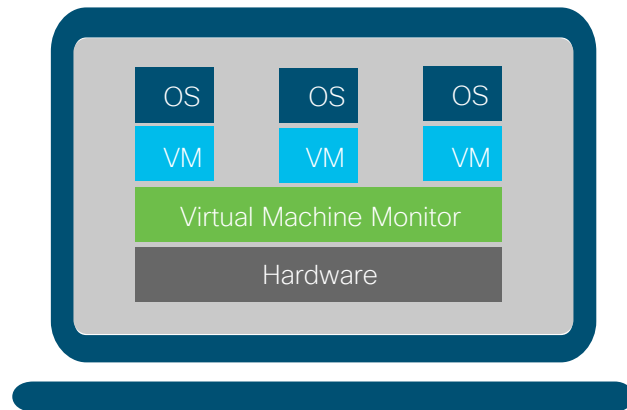 OS OS OS
VM VM VM
Virtual Machine Monitor
Hardware